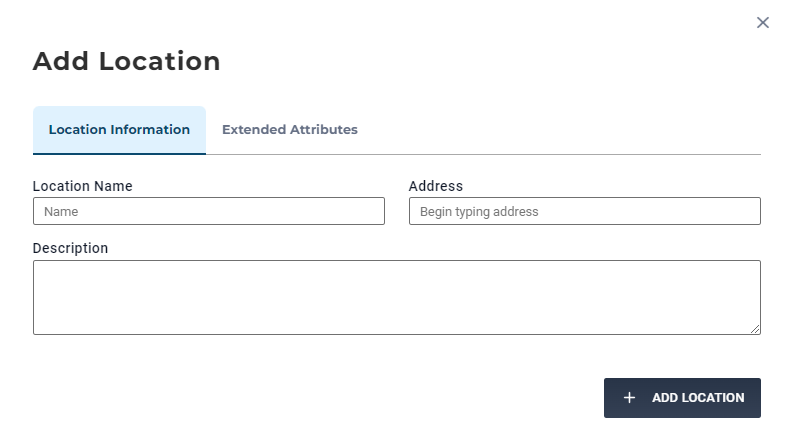 Add Location
Location Information Extended Attributes
Location Name Address
Name Begin typing address
Description
ADD LOCATION